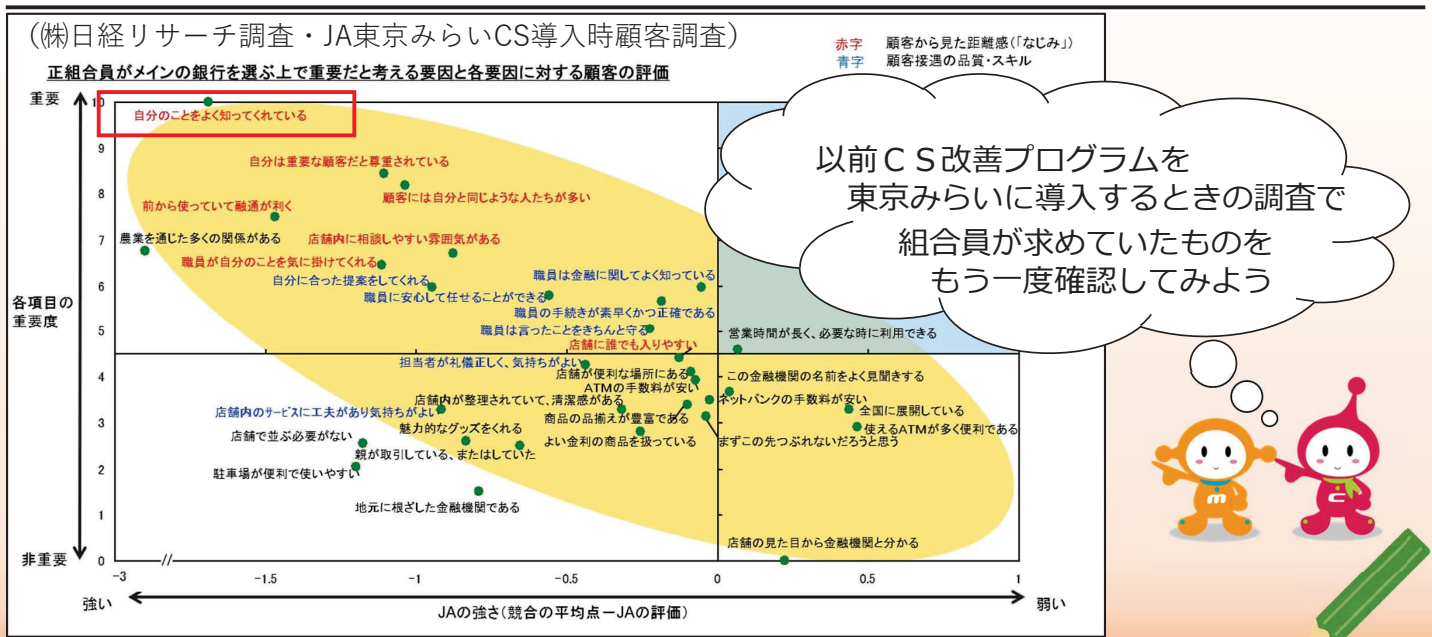 (㈱日経リサーチ調査・JA東京みらいCS導入時顧客調査)
赤字 顧客から見た距離感(「なじみ」)
青字 顧客接遇の品質・スキル
正組合員がメインの銀行を選ぶ上で重要だと考える要因と各要因に対する顧客の評価
重要
10
自分のことをよく知ってくれている
9
自分は重要な顧客だと尊重されている
8
顧客には自分と同じような人たちが多い
前から使っていて融通が利く
7
農業を通じた多くの関係がある
店舗内に相談しやすい雰囲気がある
職員が自分のことを気に掛けてくれる
6
自分に合った提案をしてくれる
職員は金融に関してよく知っている
職員に安心して任せることができる
職員の手続きが素早くかつ正確である
各項目の
重要度
5
職員は言ったことをきちんと守る
営業時間が長く、必要な時に利用できる
店舗に誰でも入りやすい
4
担当者が礼儀正しく、気持ちがよい
店舗が便利な場所にある
この金融機関の名前をよく見聞きする
ATMの手数料が安い
店舗内が整理されていて、清潔感がある
ネットバンクの手数料が安い
3
店舗内のサービスに工夫があり気持ちがよい
商品の品揃えが豊富である
全国に展開している
魅力的なグッズをくれる
使えるATMが多く便利である
店舗で並ぶ必要がない
よい金利の商品を扱っている
まずこの先つぶれないだろうと思う
親が取引している、またはしていた
2
駐車場が便利で使いやすい
地元に根ざした金融機関である
1
店舗の見た目から金融機関と分かる
非重要
0
-3
//
-1.5
-1
-0.5
0
0.5
1
強い
JAの強さ(競合の平均点-JAの評価)
弱い
以前CS改善プログラムを
東京みらいに導入するときの調査で
組合員が求めていたものを
もう一度確認してみよう
m
c